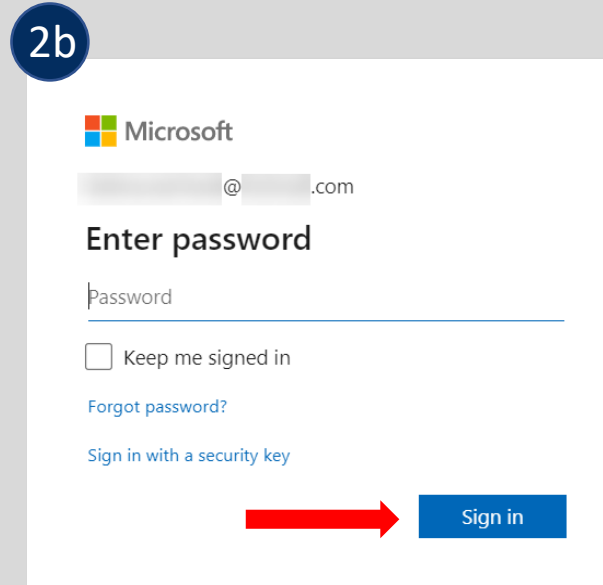 2b
Microsoft
@ .com
Enter password
Password
Keep me signed in
Forgot password?
Sign in with a security key
Sign in